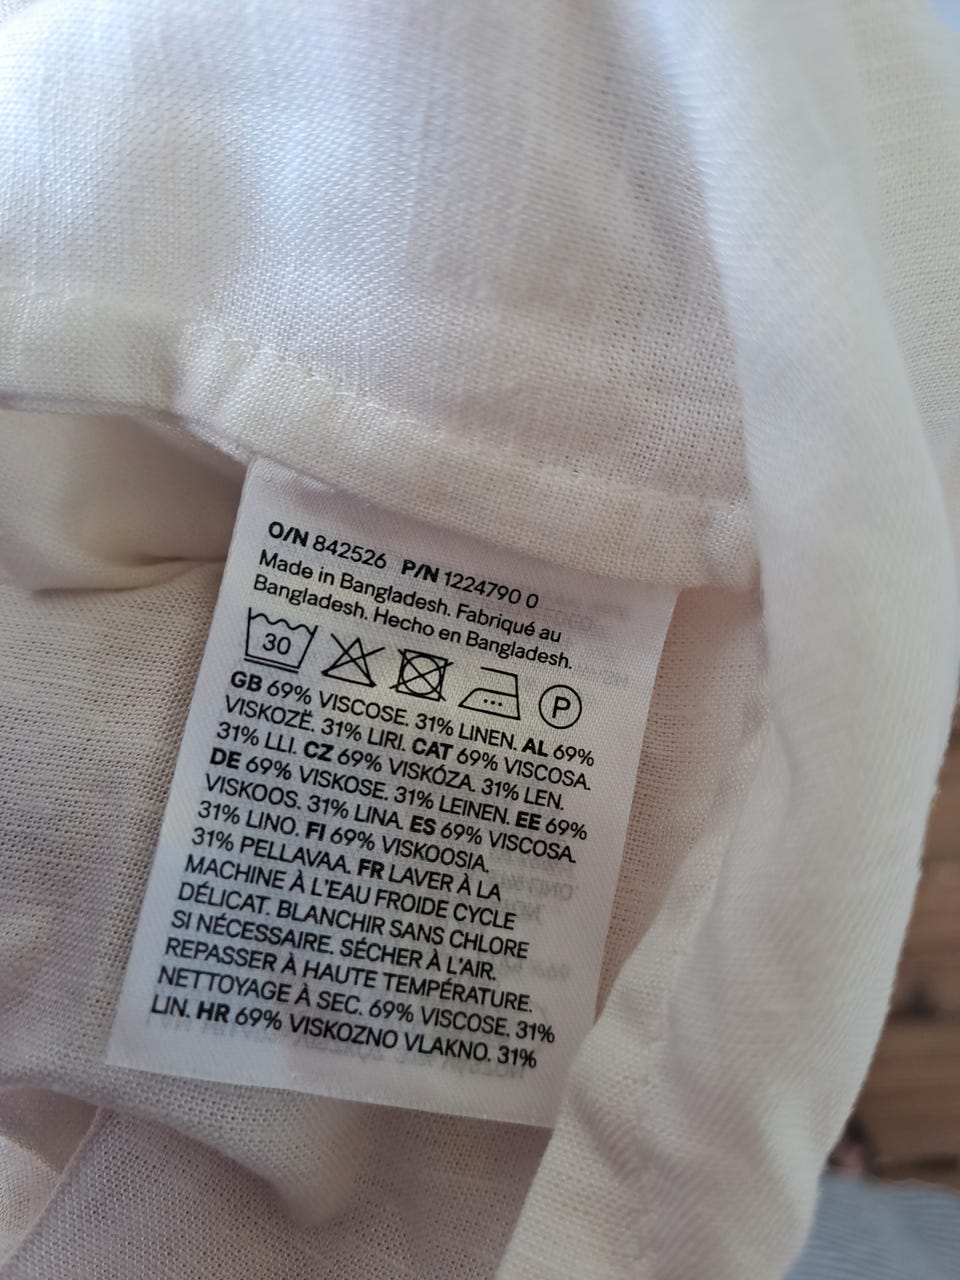 O/N 842526 P/N 1224790 0
Made in Bangladesh. Fabriqué au
Bangladesh. Hecho en Bangladesh.
30 P
GB 69% VISCOSE. 31% LINEN. AL 69%
VISKOZË. 31% LIRI. CAT 69% VISCOSA.
31% LLI. CZ 69% VISKÓZA. 31% LEN.
DE 69% VISKOSE. 31% LEINEN. EE 69%
VISKOOS. 31% LINA. ES 69% VISCOSA.
31% LINO. FI 69% VISKOOSIA.
31% PELLAVAA. FR LAVER À LA
MACHINE À L'EAU FROIDE CYCLE
DÉLICAT. BLANCHIR SANS CHLORE
SI NÉCESSAIRE. SÉCHER À L'AIR.
REPASSER À HAUTE TEMPÉRATURE.
NETTOYAGE À SEC. 69% VISCOSE. 31%
LIN. HR 69% VISKOZNO VLAKNO. 31%